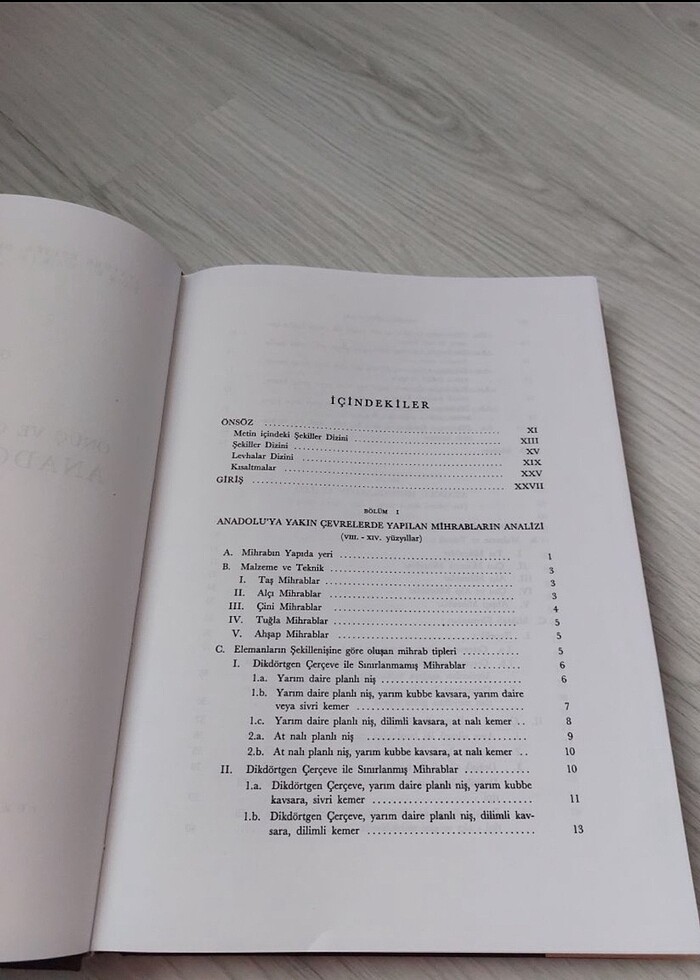 İÇİNDEKİLER
ÖNSÖZ ........ XI
Metin içindeki Şekiller Dizini ........ XIII
Şekiller Dizini ........ XV
Levhalar Dizini ........ XIX
Kısaltmalar ........ XXV
GİRİŞ ........ XXVII
BÖLÜM I
ANADOLU'YA YAKIN ÇEVRELERDE YAPILAN MİHRABLARIN ANALİZİ
(VIII. - XIV. yüzyıllar)
A. Mihrabın Yapıda yeri ........ 1
B. Malzeme ve Teknik ........ 3
I. Taş Mihrablar ........ 3
II. Alçı Mihrablar ........ 3
III. Çini Mihrablar ........ 4
IV. Tuğla Mihrablar ........ 5
V. Ahşap Mihrablar ........ 5
C. Elemanların Şekillenişine göre oluşan mihrab tipleri ........ 5
I. Dikdörtgen Çerçeve ile Sınırlanmamış Mihrablar ........ 6
1.a. Yarım daire planlı niş ........ 6
1.b. Yarım daire planlı niş, yarım kubbe kavsara, yarım daire
veya sivri kemer ........ 7
1.c. Yarım daire planlı niş, dilimli kavsara, at nalı kemer .. 8
2.a. At nalı planlı niş ........ 9
2.b. At nalı planlı niş, yarım kubbe kavsara, at nalı kemer .. 10
II. Dikdörtgen Çerçeve ile Sınırlanmış Mihrablar ........ 10
1.a. Dikdörtgen Çerçeve, yarım daire planlı niş, yarım kubbe
kavsara, sivri kemer ........ 11
1.b. Dikdörtgen Çerçeve, yarım daire planlı niş, dilimli kav-
sara, dilimli kemer ........ 13